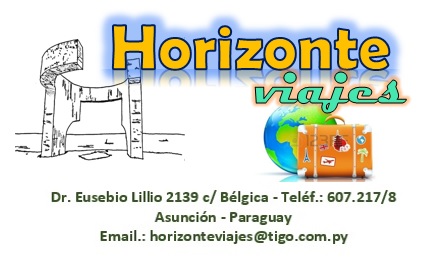 Horizonte
viajes
Dr. Eusebio Lillio 2139 c/ Bélgica - Teléf.: 607.217/8
Asunción - Paraguay
Email.: horizonteviajes@tigo.com.py